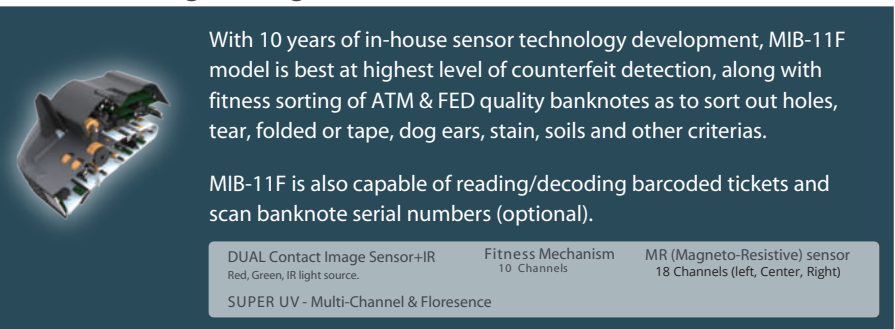 With 10 years of in-house sensor technology development, MIB-11F
model is best at highest level of counterfeit detection, along with
fitness sorting of ATM & FED quality banknotes as to sort out holes,
tear, folded or tape, dog ears, stain, soils and other criterias.
MIB-11F is also capable of reading/decoding barcoded tickets and
scan banknote serial numbers (optional).
DUAL Contact Image Sensor+IR
Red, Green, IR light source.
Fitness Mechanism
10 Channels
MR (Magneto-Resistive) sensor
18 Channels (left, Center, Right)
SUPER UV - Multi-Channel & Floresence